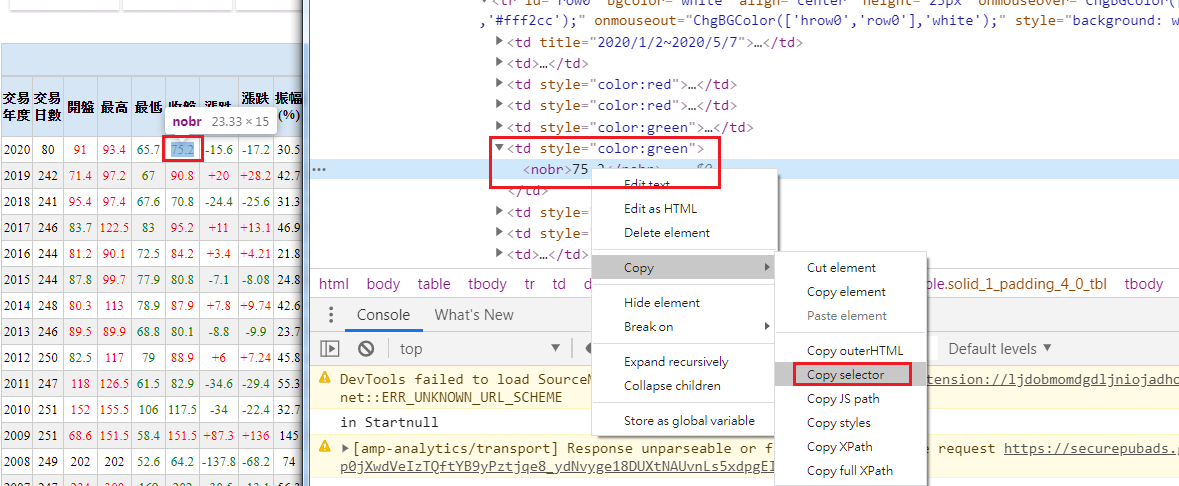 交易年度 交易日數 開盤 最高 最低 收盤 漲跌 漲跌(%) 振幅(%)
nobr 23.33 × 15
2020 80 91 93.4 65.7 75.2 -15.6 -17.2 30.5
2019 242 71.4 97.2 67 90.8 +20 +28.2 42.7
2018 241 95.4 97.4 67.6 70.8 -24.4 -25.6 31.3
2017 246 83.7 122.5 83 95.2 +11 +13.1 46.9
2016 244 81.2 90.1 72.5 84.2 +3.4 +4.21 21.8
2015 244 87.8 99.7 77.9 80.8 -7.1 -8.08 24.8
2014 248 80.3 113 78.9 87.9 +7.8 +9.74 42.6
2013 246 89.5 89.9 68.8 80.1 -8.8 -9.9 23.7
2012 250 82.5 117 79 88.9 +6 +7.24 45.8
2011 247 118 126.5 61.5 82.9 -34.6 -29.4 55.3
2010 251 152 155.5 106 117.5 -34 -22.4 32.7
2009 251 68.6 151.5 58.4 151.5 +87.3 +136 145
2008 249 202 202 52.6 64.2 -137.8 -68.2 74
,'#fff2cc');" onmouseout="ChgBGColor(['hrow0','row0'],'white');" style="background: w
<td title="2020/1/2~2020/5/7">…</td>
<td>…</td>
<td style="color:red">…</td>
<td style="color:red">…</td>
<td style="color:green">…</td>
<td style="color:green">
<nobr>75.2</nobr>
</td>
<td style=
<td style=
<td>…</td>
Edit text
Edit as HTML
Delete element
Copy
Hide element
Break on
Expand recursively
Collapse children
Store as global variable
Cut element
Copy element
Paste element
Copy outerHTML
Copy selector
Copy JS path
Copy styles
Copy XPath
Copy full XPath
html body table tbody tr td d
ble.solid_1_padding_4_0_tbl tbody
Console What's New
top
Default levels ▼
DevTools failed to load SourceM
tension://ljdobmomdgdljniojadho
net::ERR_UNKNOWN_URL_SCHEME
in Startnull
[amp-analytics/transport] Response unparseable or f
e request https://securepubads.g
p0jXwdVeIzTQftYB9yPztjqe8_ydNvyge18DUXtNAUvnLs5xdpgEI